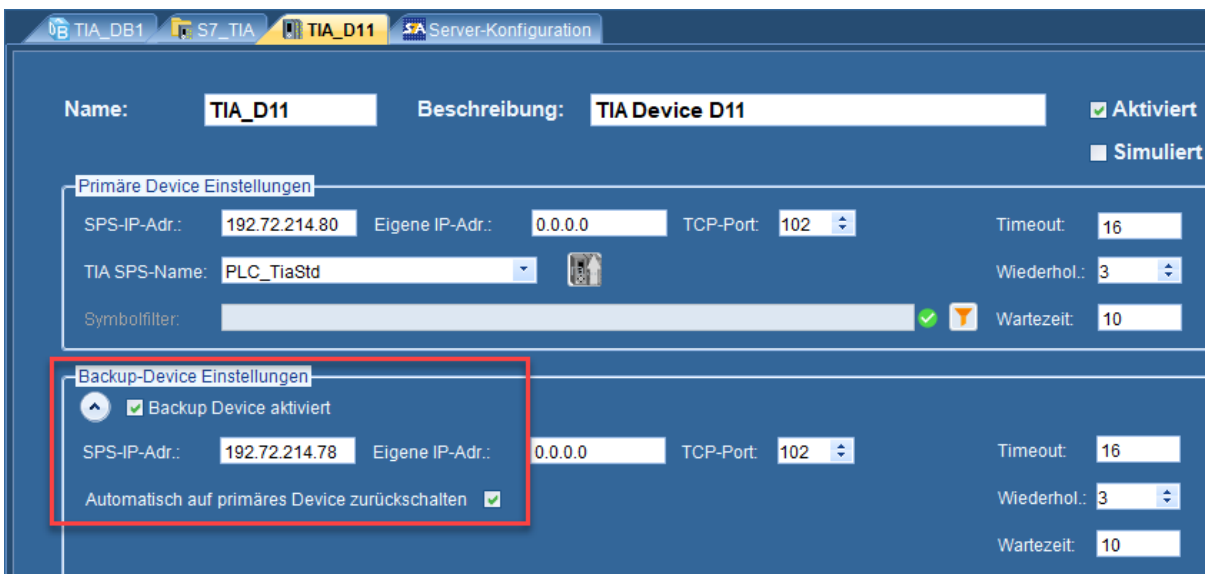 TIA_DB1 S7_TIA TIA_D11 Server-Konfiguration
Name: TIA_D11 Beschreibung: TIA Device D11 Aktiviert
Simuliert
Primäre Device Einstellungen
SPS-IP-Adr.: 192.72.214.80 Eigene IP-Adr.: 0.0.0.0 TCP-Port: 102 Timeout: 16
TIA SPS-Name: PLC_TiaStd Wiederhol.: 3
Symbolfilter: Wartezeit: 10
Backup-Device Einstellungen
Backup Device aktiviert
SPS-IP-Adr.: 192.72.214.78 Eigene IP-Adr.: 0.0.0.0 TCP-Port: 102 Timeout: 16
Automatisch auf primäres Device zurückschalten Wiederhol.: 3
Wartezeit: 10